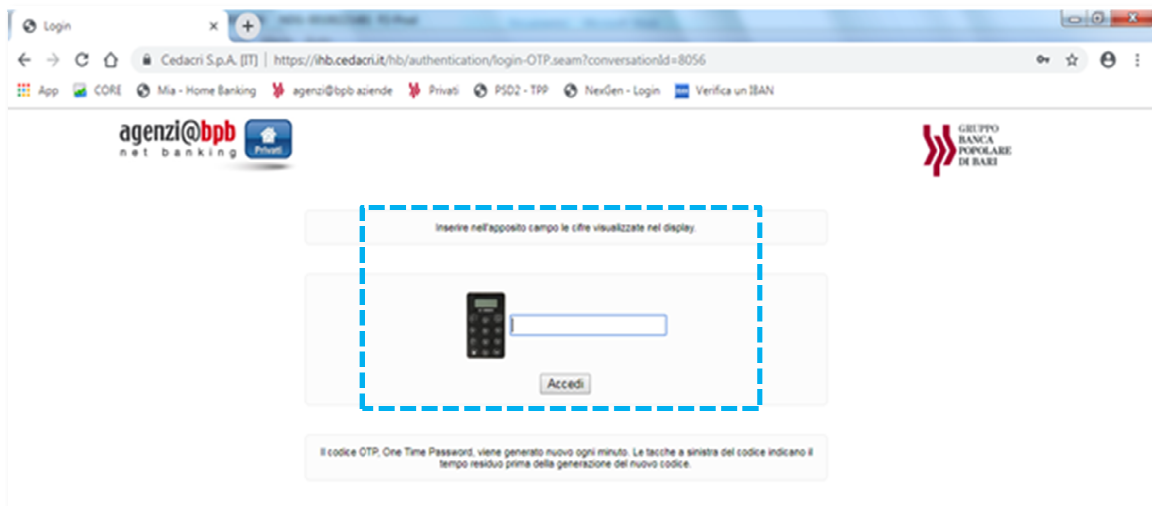 Login
Cedacri S.p.A. [IT] | https://ihb.cedacri.it/hb/authentication/login-OTP.seam?conversationId=8056
App CORE Mia - Home Banking agenzi@bpb aziende Privati PSD2 - TPP NexGen - Login Verifica un IBAN
agenzi@bpb
net banking
Privati
GRUPPO
BANCA
POPOLARE
DI BARI
Inserire nell'apposito campo le cifre visualizzate nel display.
Accedi
Il codice OTP, One Time Password, viene generato nuovo ogni minuto. Le tacche a sinistra del codice indicano il
tempo residuo prima della generazione del nuovo codice.